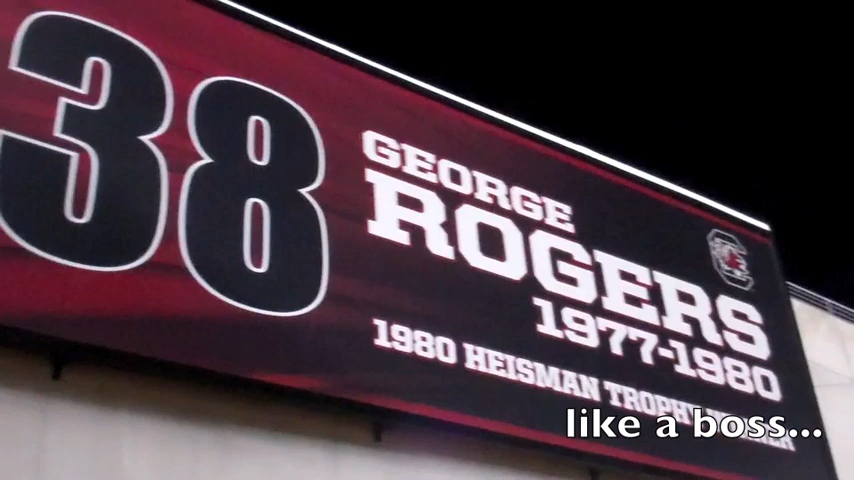 38
GEORGE
ROGERS
1977-1980
1980 HEISMAN TROPHY
like a boss...